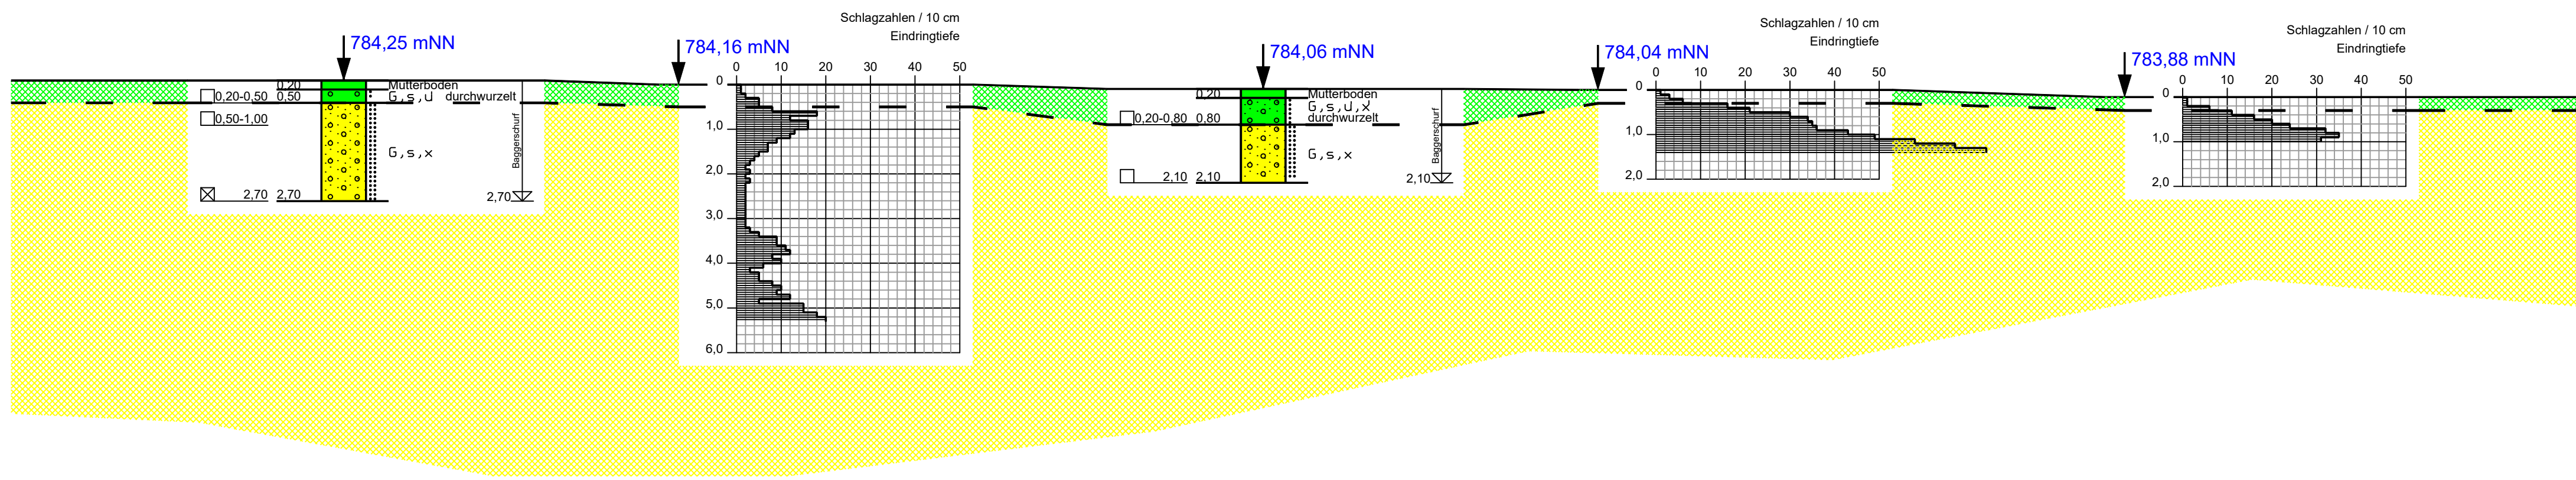 784,25 mNN
0,20
Mutterboden
0,20-0,50
0,50
G,s,u durchwurzelt
0,50-1,00
G,s,x
Baggerschurf
2,70
2,70
2,70
Schlagzahlen / 10 cm
Eindringtiefe
784,16 mNN
0 10 20 30 40 50
0
1,0
2,0
3,0
4,0
5,0
6,0
784,06 mNN
0,20
Mutterboden
G,s,u,x
0,20-0,80
0,80
durchwurzelt
G,s,x
Baggerschurf
2,10
2,10
2,10
Schlagzahlen / 10 cm
Eindringtiefe
784,04 mNN
0 10 20 30 40 50
0
1,0
2,0
Schlagzahlen / 10 cm
Eindringtiefe
783,88 mNN
0 10 20 30 40 50
0
1,0
2,0